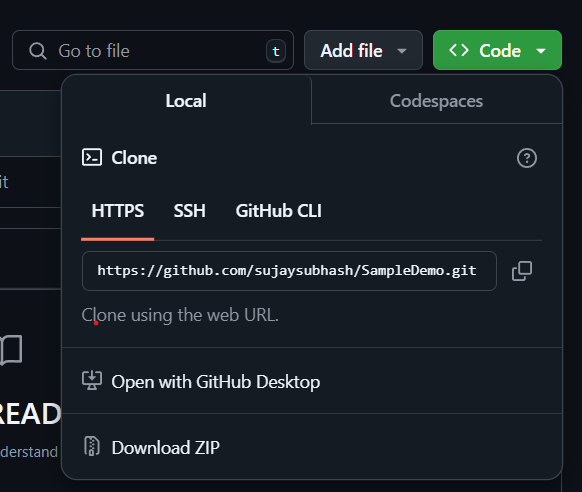 Go to file
t
Add file
Code
Local
Codespaces
Clone
it
HTTPS
SSH
GitHub CLI
https://github.com/sujaysubhash/SampleDemo.git
Clone using the web URL.
Open with GitHub Desktop
READ
derstand
Download ZIP